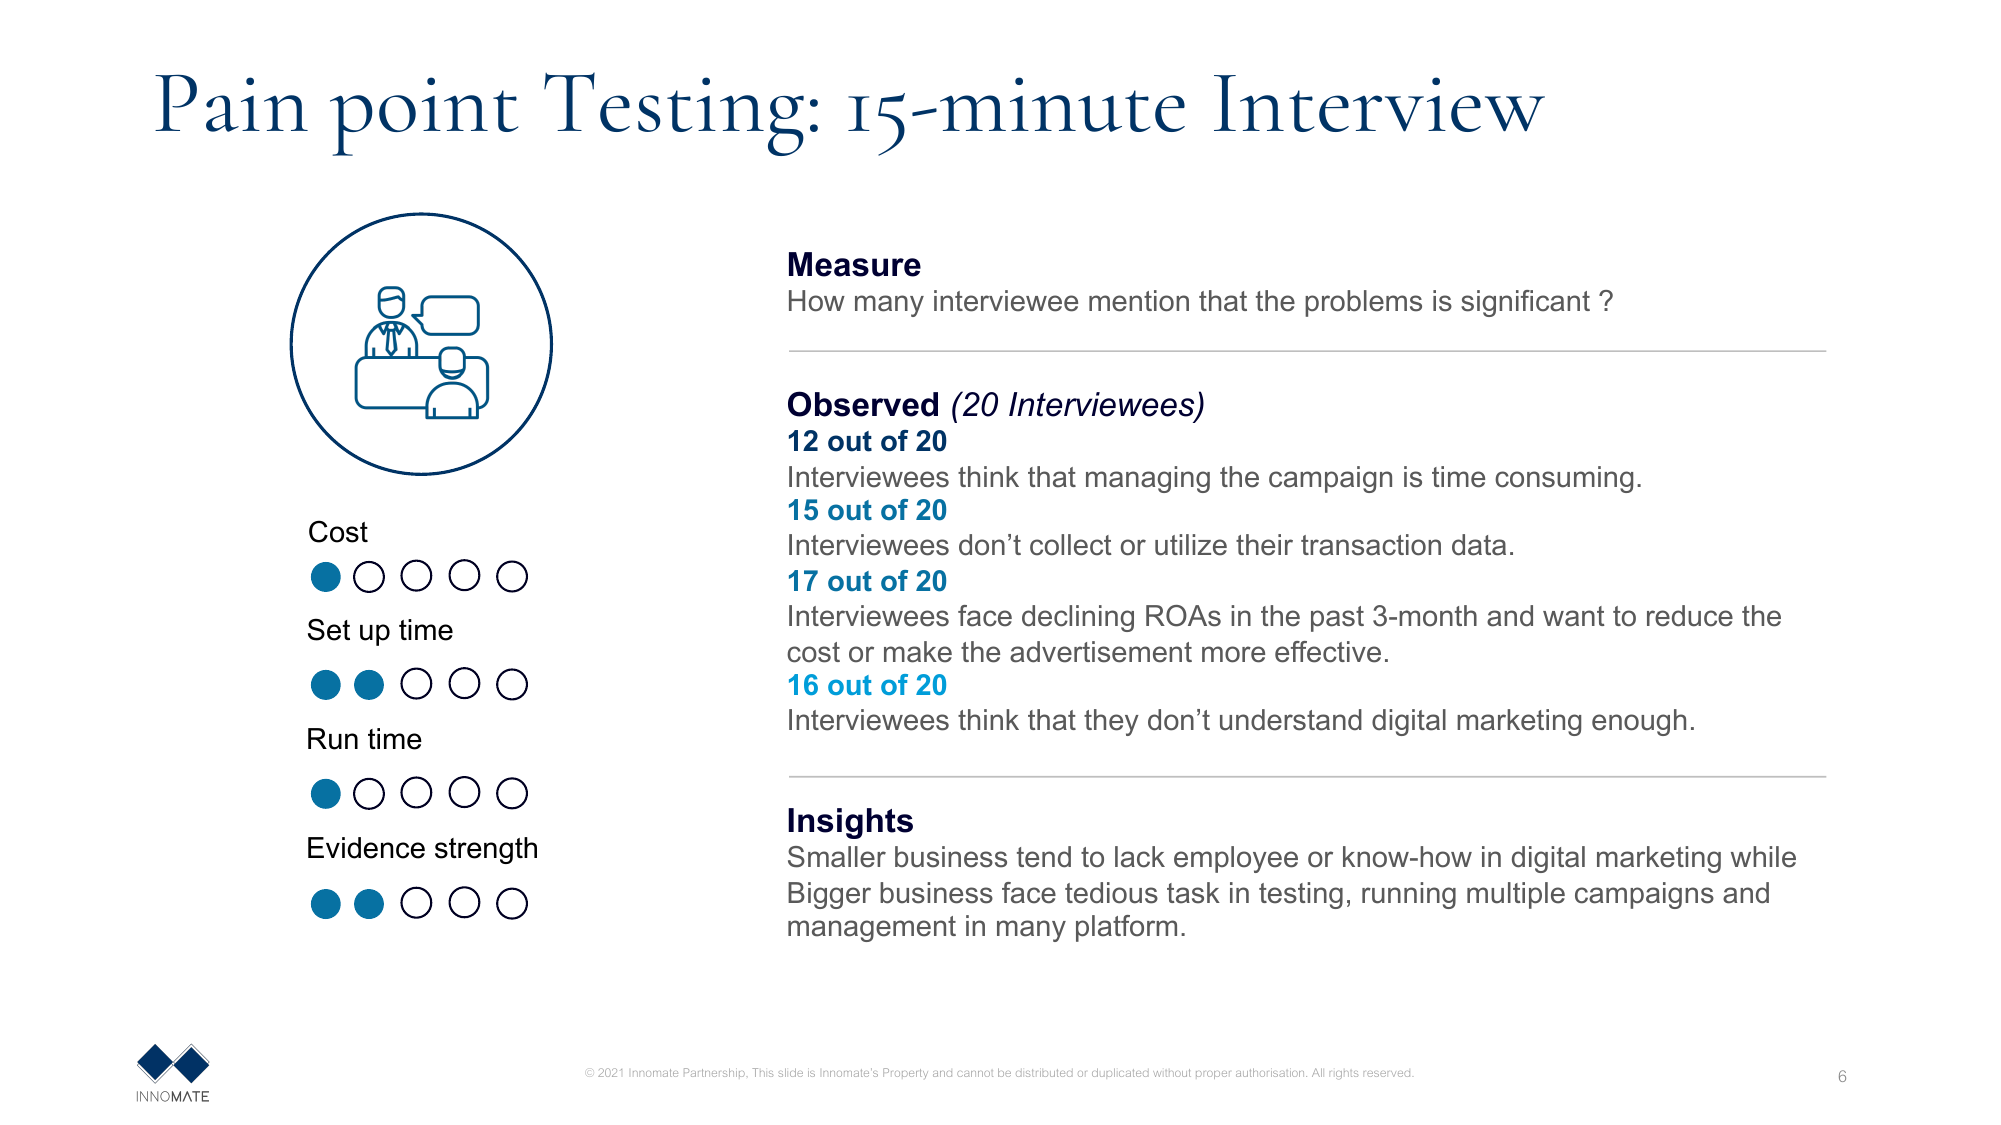 Pain point Testing: 15-minute Interview
Cost
Set up time
Run time
Evidence strength
Measure
How many interviewee mention that the problems is significant ?
Observed (20 Interviewees)
12 out of 20
Interviewees think that managing the campaign is time consuming.
15 out of 20
Interviewees don’t collect or utilize their transaction data.
17 out of 20
Interviewees face declining ROAs in the past 3-month and want to reduce the
cost or make the advertisement more effective.
16 out of 20
Interviewees think that they don’t understand digital marketing enough.
Insights
Smaller business tend to lack employee or know-how in digital marketing while
Bigger business face tedious task in testing, running multiple campaigns and
management in many platform.
INNOMATE
© 2021 Innomate Partnership, This slide is Innomate's Property and cannot be distributed or duplicated without proper authorisation. All rights reserved.
6